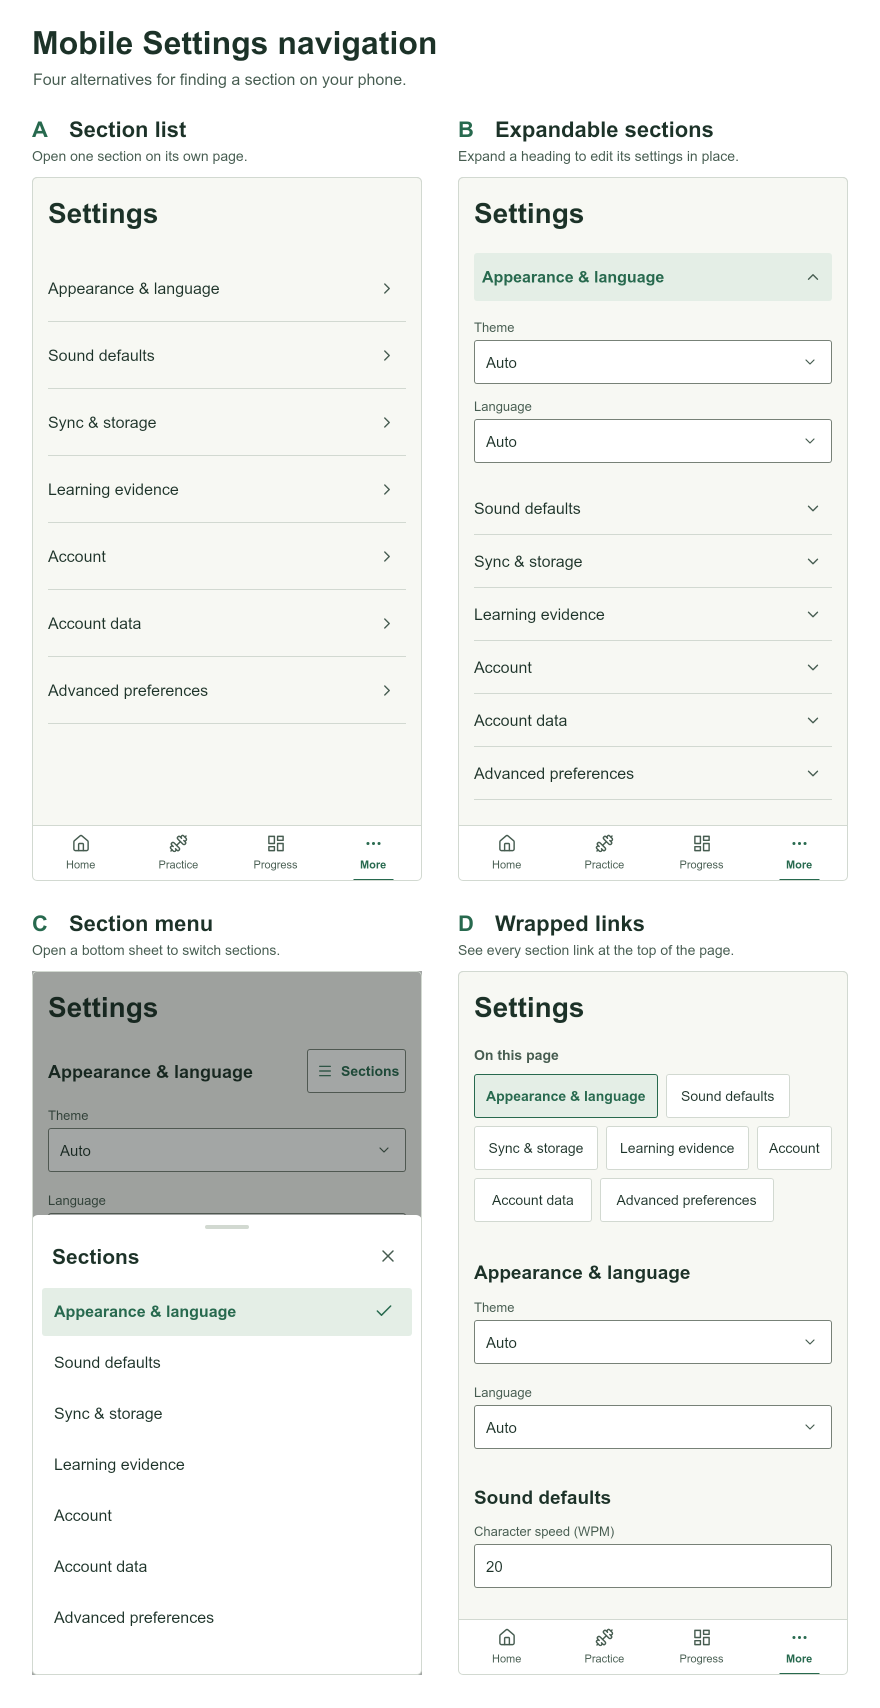 Mobile Settings navigation
Four alternatives for finding a section on your phone.
A Section list
Open one section on its own page.
Settings
Appearance & language
Sound defaults
Sync & storage
Learning evidence
Account
Account data
Advanced preferences
Home Practice Progress More
B Expandable sections
Expand a heading to edit its settings in place.
Settings
Appearance & language
Theme
Auto
Language
Auto
Sound defaults
Sync & storage
Learning evidence
Account
Account data
Advanced preferences
Home Practice Progress More
C Section menu
Open a bottom sheet to switch sections.
Settings
Appearance & language Sections
Theme
Auto
Language
Sections
Appearance & language
Sound defaults
Sync & storage
Learning evidence
Account
Account data
Advanced preferences
D Wrapped links
See every section link at the top of the page.
Settings
On this page
Appearance & language Sound defaults
Sync & storage Learning evidence Account
Account data Advanced preferences
Appearance & language
Theme
Auto
Language
Auto
Sound defaults
Character speed (WPM)
20
Home Practice Progress More